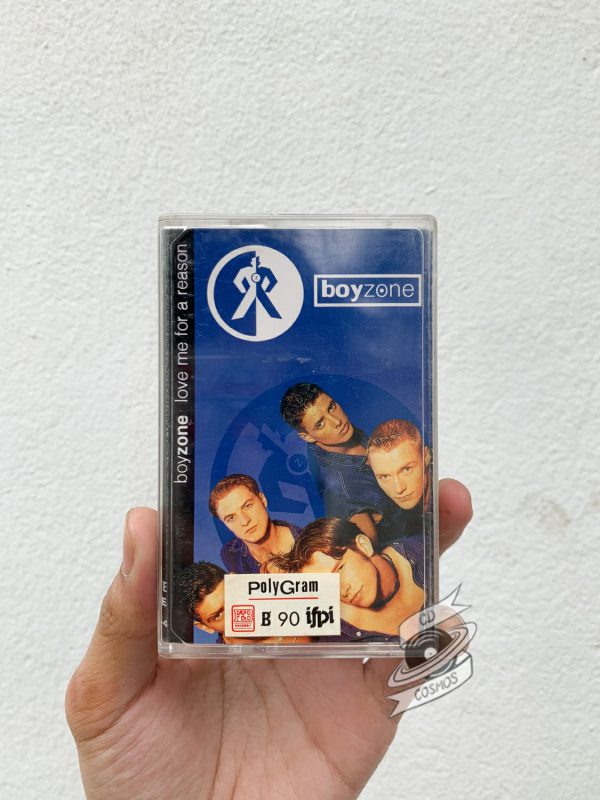 boyzone love me for a reason
boyzone
PolyGram
B 90 ifpi
CD
COSMOS